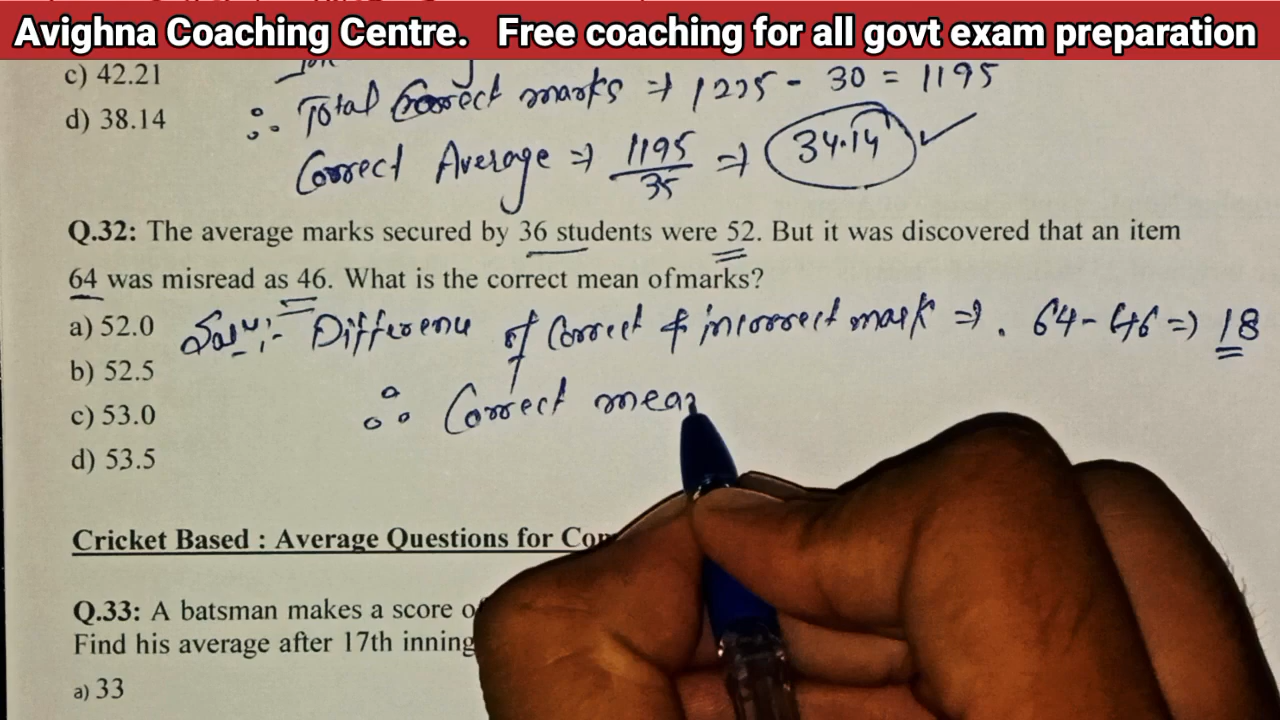 Avighna Coaching Centre. Free coaching for all govt exam preparation
c) 42.21
d) 38.14
∴ Total Correct marks ⇒ 1225 - 30 = 1195
Correct Average ⇒ 1195/35 ⇒ 34.14 ✓
Q.32: The average marks secured by 36 students were 52. But it was discovered that an item
64 was misread as 46. What is the correct mean of marks?
a) 52.0
Soln:- Difference of Correct & incorrect mark ⇒. 64-46 ⇒ 18
b) 52.5
∴ Correct mean
c) 53.0
d) 53.5
Cricket Based : Average Questions for
Q.33: A batsman makes a score
Find his average after 17th inning
a) 33